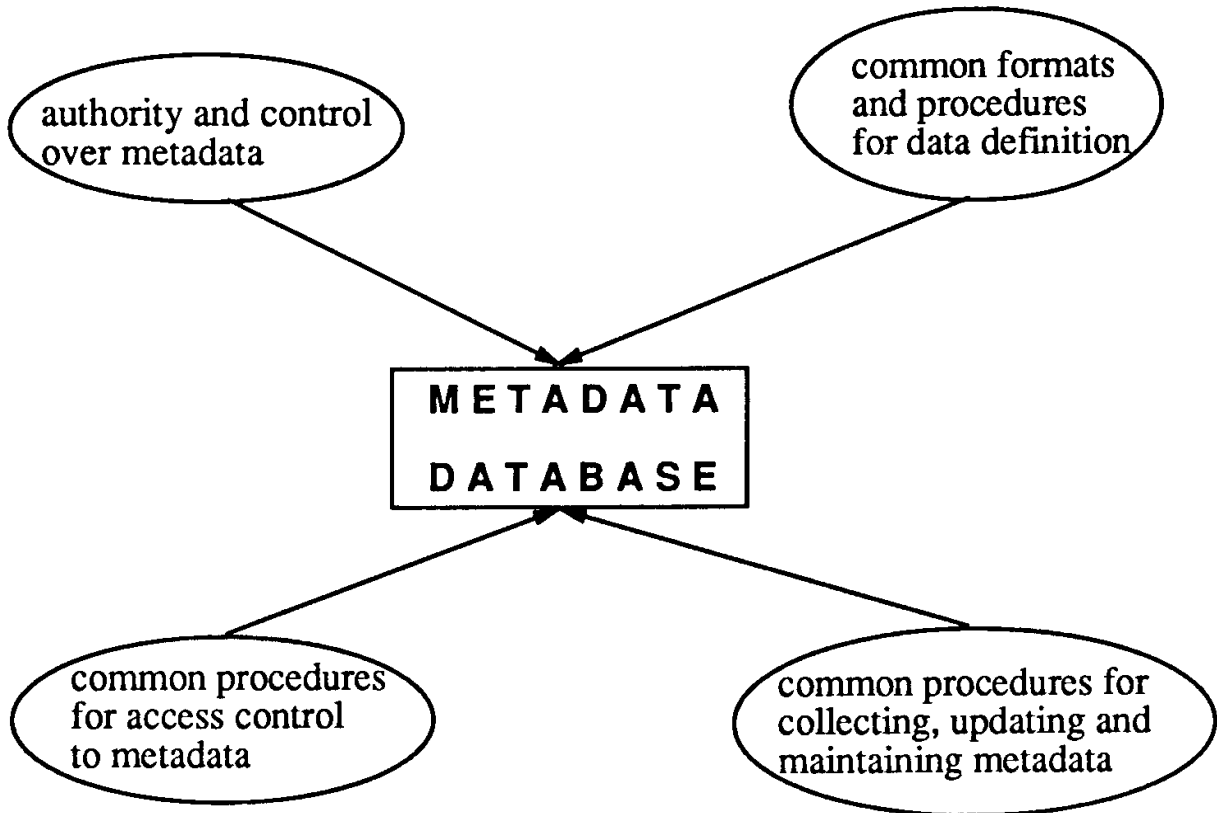 authority and control
over metadata
common formats
and procedures
for data definition
METADATA
DATABASE
common procedures
for access control
to metadata
common procedures for
collecting, updating and
maintaining metadata